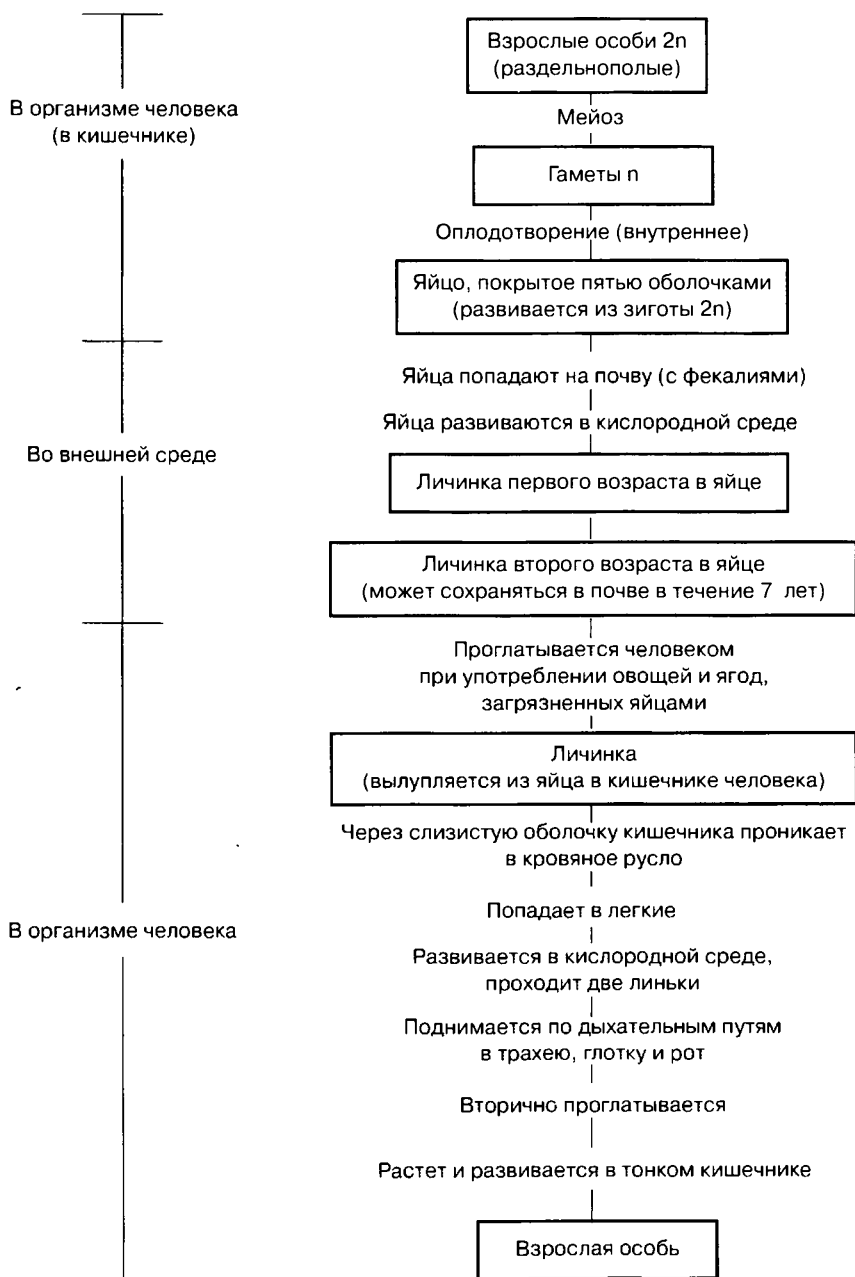 Взрослые особи 2n
(раздельнополые)
В организме человека
(в кишечнике)
Мейоз
Гаметы n
Оплодотворение (внутреннее)
Яйцо, покрытое пятью оболочками
(развивается из зиготы 2n)
Яйца попадают на почву (с фекалиями)
Яйца развиваются в кислородной среде
Во внешней среде
Личинка первого возраста в яйце
Личинка второго возраста в яйце
(может сохраняться в почве в течение 7 лет)
Проглатывается человеком
при употреблении овощей и ягод,
загрязненных яйцами
Личинка
(вылупляется из яйца в кишечнике человека)
Через слизистую оболочку кишечника проникает
в кровяное русло
Попадает в легкие
В организме человека
Развивается в кислородной среде,
проходит две линьки
Поднимается по дыхательным путям
в трахею, глотку и рот
Вторично проглатывается
Растет и развивается в тонком кишечнике
Взрослая особь